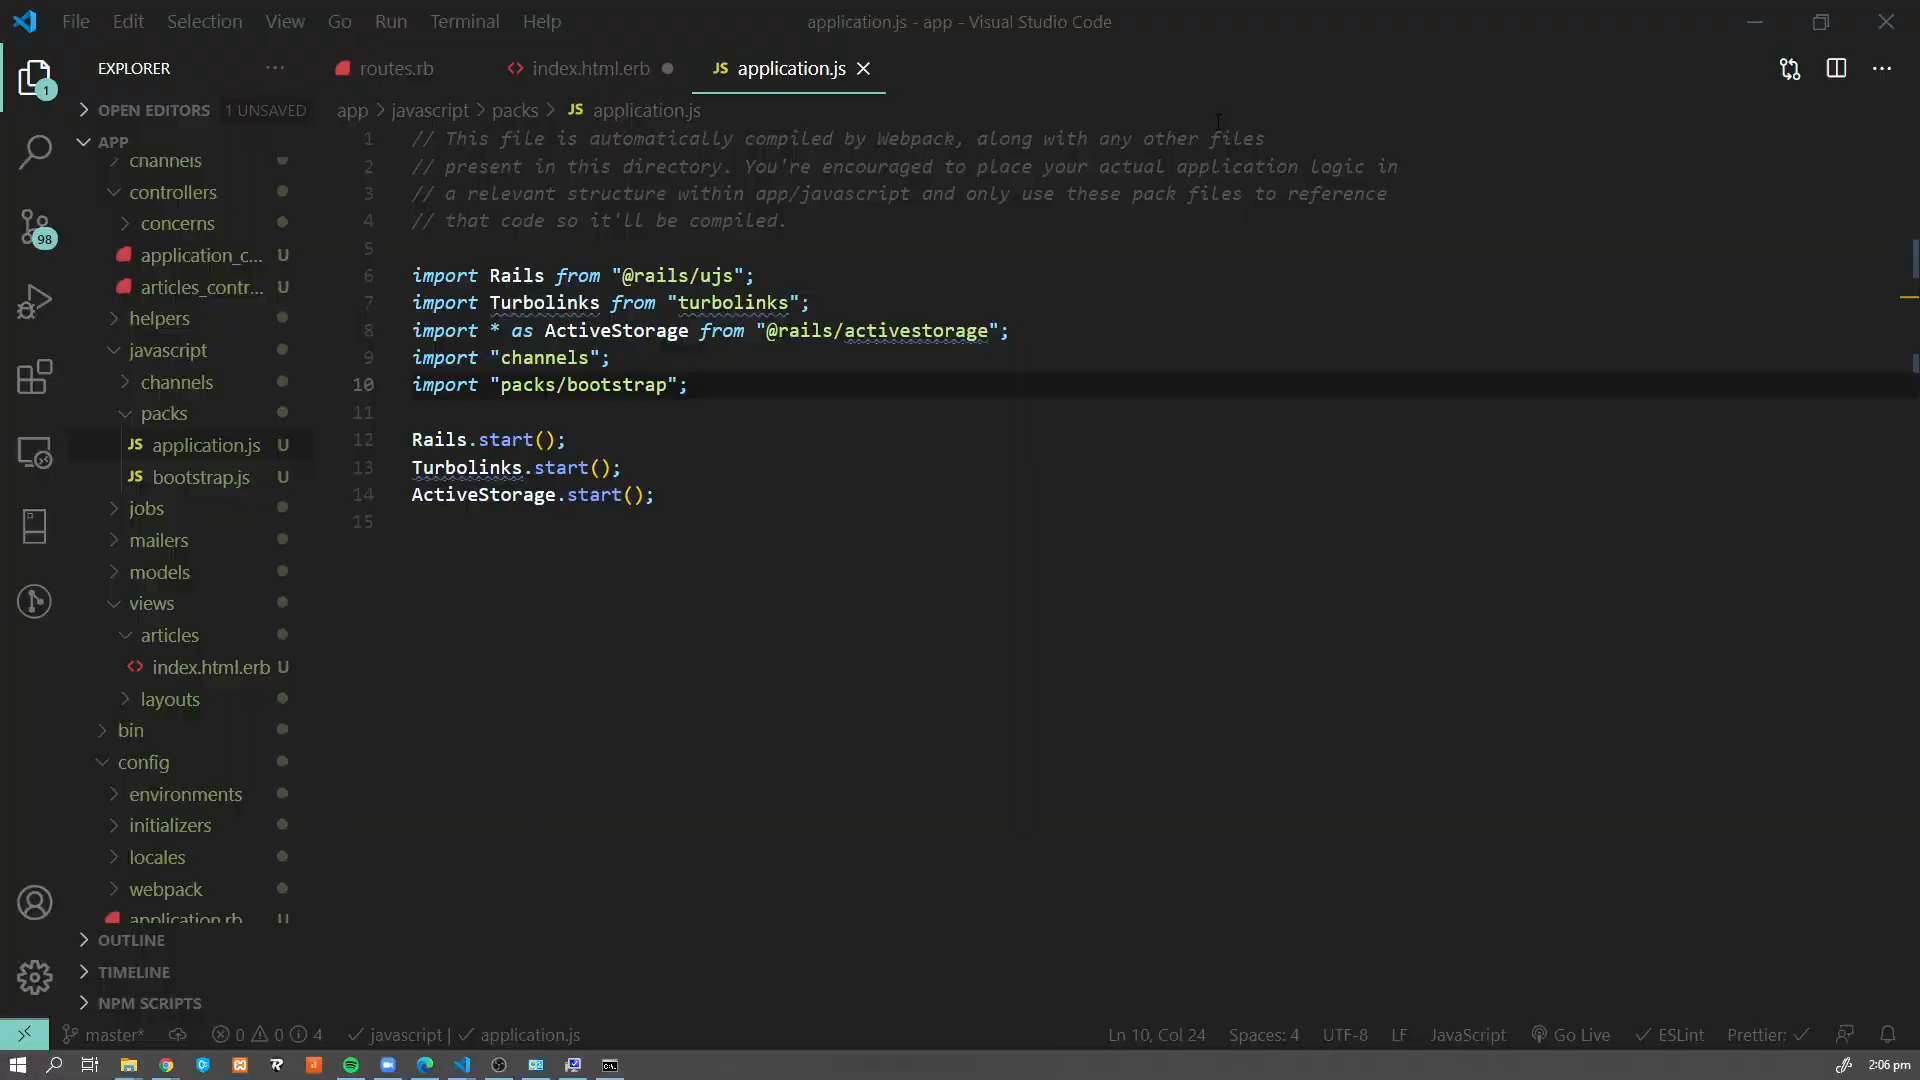 File Edit Selection View Go Run Terminal Help
application.js - app - Visual Studio Code
EXPLORER
routes.rb
index.html.erb
JS application.js
1
OPEN EDITORS 1 UNSAVED
app javascript packs JS application.js
APP
channels
controllers
concerns
application_c... U
articles_contr... U
helpers
javascript
channels
packs
JS application.js U
JS bootstrap.js U
jobs
mailers
models
views
articles
index.html.erb U
layouts
bin
config
environments
initializers
locales
webpack
application.rb U
OUTLINE
TIMELINE
NPM SCRIPTS
98
1 // This file is automatically compiled by Webpack, along with any other files
2 // present in this directory. You're encouraged to place your actual application logic in
3 // a relevant structure within app/javascript and only use these pack files to reference
4 // that code so it'll be compiled.
5
6 import Rails from "@rails/ujs";
7 import Turbolinks from "turbolinks";
8 import * as ActiveStorage from "@rails/activestorage";
9 import "channels";
10 import "packs/bootstrap";
11
12 Rails.start();
13 Turbolinks.start();
14 ActiveStorage.start();
15
master* 0 0 4 javascript | application.js
Ln 10, Col 24 Spaces: 4 UTF-8 LF JavaScript Go Live ESLint Prettier:
2:06 pm